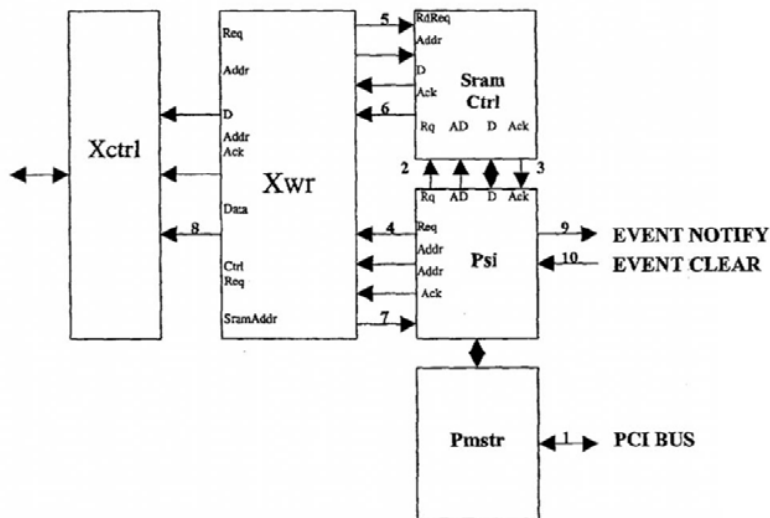 Xctrl
Req
Addr
D
Addr
Ack
Xwr
Data
Ctrl
Req
SramAddr
5
6
4
7
8
RdReq
Addr
D
Ack
Sram
Ctrl
Rq AD D Ack
2 3
Rq AD D Ack
Req
Addr
Addr
Ack
Psi
9 EVENT NOTIFY
10 EVENT CLEAR
Pmstr
1 PCI BUS